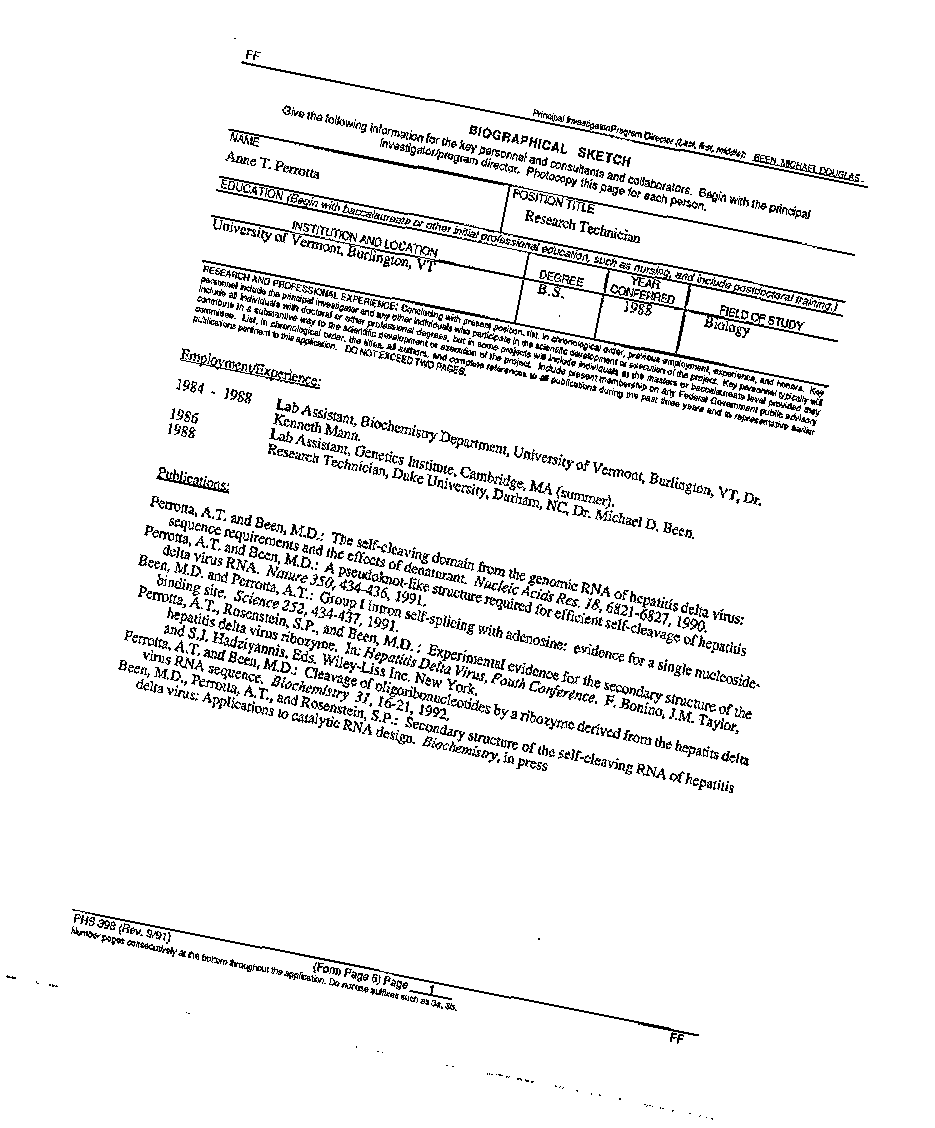 FF
Principal Investigator/Program Director (Last, first, middle): BEEN, MICHAEL DOUGLAS
BIOGRAPHICAL SKETCH
Give the following information for the key personnel and consultants and collaborators. Begin with the principal
investigator/program director. Photocopy this page for each person.
NAME
Anne T. Perrotta
POSITION TITLE
Research Technician
EDUCATION (Begin with baccalaureate or other initial professional education, such as nursing, and include postdoctoral training.)
INSTITUTION AND LOCATION
DEGREE
YEAR
CONFERRED
FIELD OF STUDY
University of Vermont, Burlington, VT
B.S.
1988
Biology
RESEARCH AND PROFESSIONAL EXPERIENCE: Concluding with present position, list, in chronological order, previous employment, experience, and honors. Key
personnel include the principal investigator and any other individuals who participate in the scientific development or execution of the project. Key personnel typically will
include all individuals with doctoral or other professional degrees, but in some projects will include individuals at the masters or baccalaureate level provided they
contribute in a substantive way to the scientific development or execution of the project. Include present membership on any Federal Government public advisory
committee. List, in chronological order, the titles, all authors, and complete references to all publications during the past three years and to representative earlier
publications pertinent to this application. DO NOT EXCEED TWO PAGES.
Employment/Experience:
1984 - 1988 Lab Assistant, Biochemistry Department, University of Vermont, Burlington, VT, Dr.
Kenneth Mann.
1986 Lab Assistant, Genetics Institute, Cambridge, MA (summer).
1988 Research Technician, Duke University, Durham, NC, Dr. Michael D. Been.
Publications:
Perrotta, A.T. and Been, M.D.: The self-cleaving domain from the genomic RNA of hepatitis delta virus:
sequence requirements and the effects of denaturant. Nucleic Acids Res. 18, 6821-6827, 1990.
Perrotta, A.T. and Been, M.D.: A pseudoknot-like structure required for efficient self-cleavage of hepatitis
delta virus RNA. Nature 350, 434-436, 1991.
Been, M.D. and Perrotta, A.T.: Group I intron self-splicing with adenosine: evidence for a single nucleoside-
binding site. Science 252, 434-437, 1991.
Perrotta, A.T., Rosenstein, S.P., and Been, M.D. : Experimental evidence for the secondary structure of the
hepatitis delta virus ribozyme. In: Hepatitis Delta Virus, Fouth Conference. F. Bonino, J.M. Taylor,
and S.J. Hadziyannis, Eds. Wiley-Liss Inc. New York.
Perrotta, A.T. and Been, M.D.: Cleavage of oligoribonucleotides by a ribozyme derived from the hepatits delta
virus RNA sequence. Biochemistry 31, 16-21, 1992.
Been, M.D., Perrotta, A.T., and Rosenstein, S.P.: Secondary structure of the self-cleaving RNA of hepatitis
delta virus: Applications to catalytic RNA design. Biochemistry, in press
PHS 398 (Rev. 9/91)
(Form Page 6) Page 1
Number pages consecutively at the bottom throughout the application. Do not use suffixes such as 3a, 3b.
FF